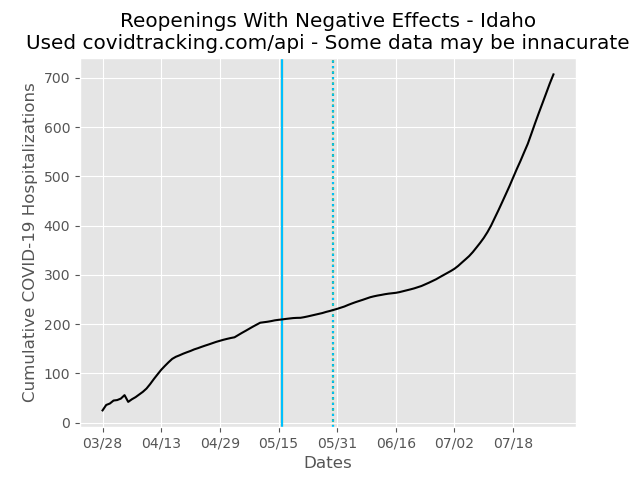 Reopenings With Negative Effects - Idaho
Used covidtracking.com/api - Some data may be innacurate
Cumulative COVID-19 Hospitalizations
700
600
500
400
300
200
100
0
03/28 04/13 04/29 05/15 05/31 06/16 07/02 07/18
Dates